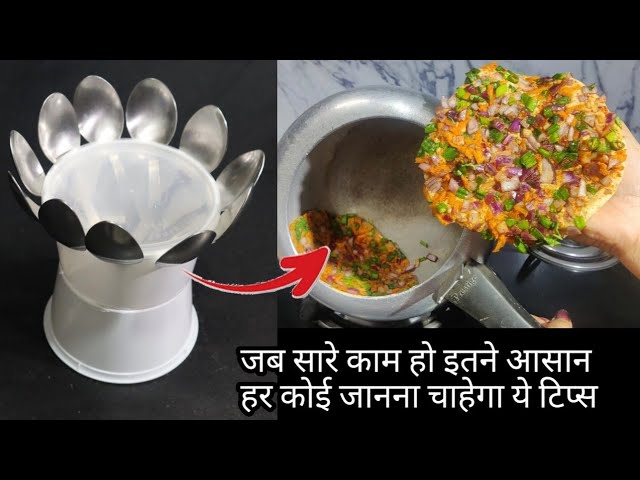 जब सारे काम हो इतने आसान
हर कोई जानना चाहेगा ये टिप्स